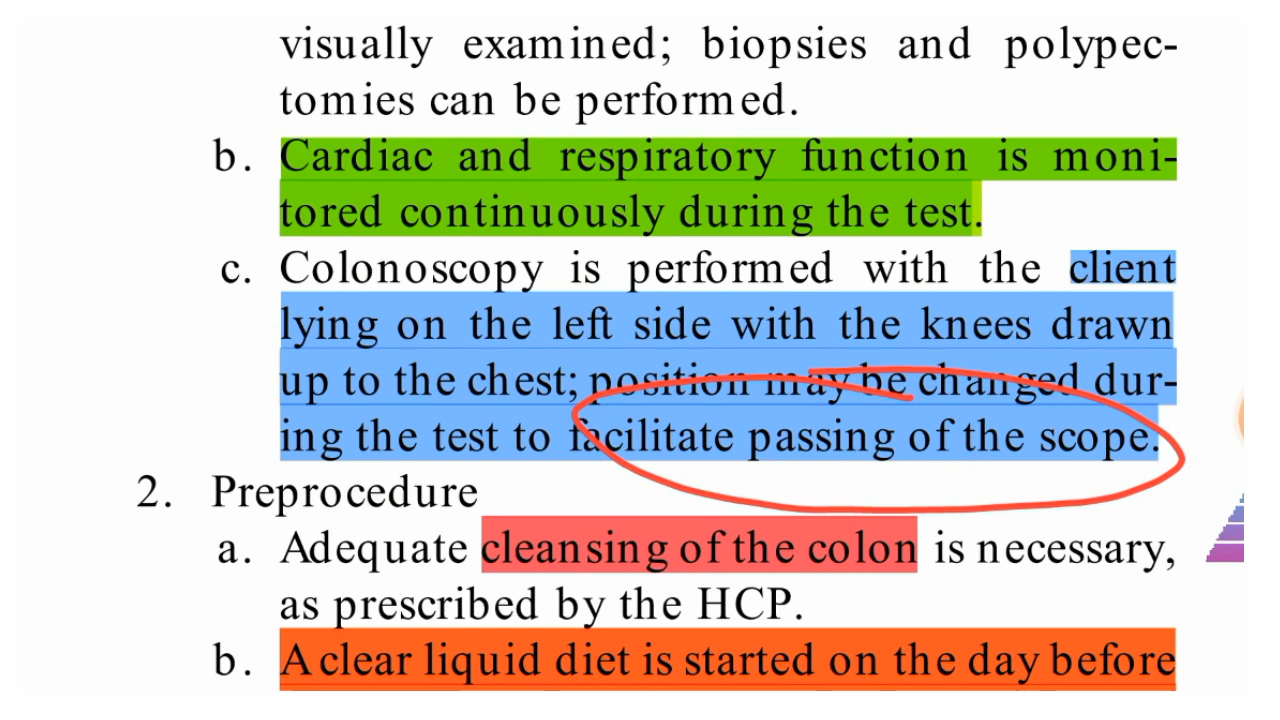 visually examined; biopsies and polypec-
tomies can be performed.
b. Cardiac and respiratory function is moni-
tored continuously during the test.
c. Colonoscopy is performed with the client
lying on the left side with the knees drawn
up to the chest; position may be changed dur-
ing the test to facilitate passing of the scope.
2. Preprocedure
a. Adequate cleansing of the colon is necessary,
as prescribed by the HCP.
b. A clear liquid diet is started on the day before